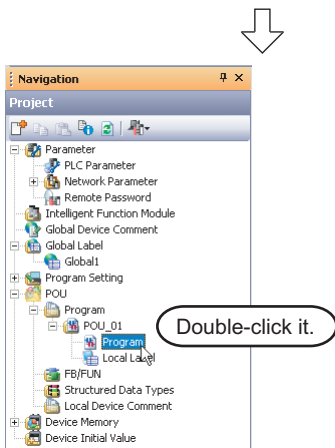 Navigation
Project
Parameter
PLC Parameter
Network Parameter
Remote Password
Intelligent Function Module
Global Device Comment
Global Label
Global1
Program Setting
POU
Program
POU_01
Program
Double-click it.
Local Label
FB/FUN
Structured Data Types
Local Device Comment
Device Memory
Device Initial Value